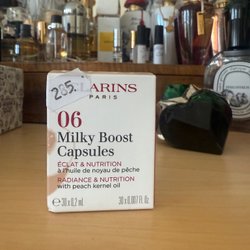 265.
CLARINS
PARIS
06
Milky Boost
Capsules
ÉCLAT & NUTRITION
à l'huile de noyau de pêche
RADIANCE & NUTRITION
with peach kernel oil
e 30 x 0.2 ml 30 x 0.007 fl. oz